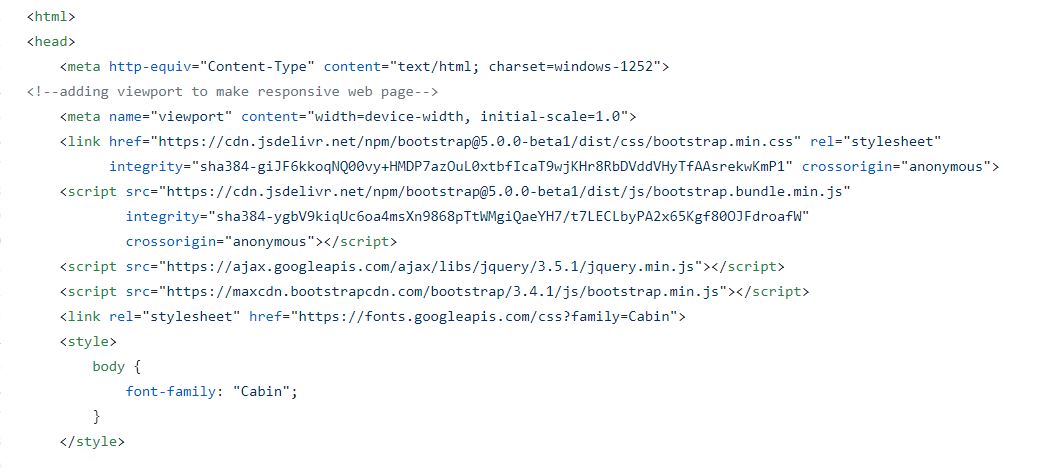 <html>
<head>
<meta http-equiv="Content-Type" content="text/html; charset=windows-1252">
<!--adding viewport to make responsive web page-->
<meta name="viewport" content="width=device-width, initial-scale=1.0">
<link href="https://cdn.jsdelivr.net/npm/bootstrap@5.0.0-beta1/dist/css/bootstrap.min.css" rel="stylesheet"
integrity="sha384-giJF6kkoqNQ00vy+HMDP7azOuL0xtbfIcaT9wjKHr8RbDVddVHyTfAAsrekwKmP1" crossorigin="anonymous">
<script src="https://cdn.jsdelivr.net/npm/bootstrap@5.0.0-beta1/dist/js/bootstrap.bundle.min.js"
integrity="sha384-ygbV9kiqUc6oa4msXn9868pTtWMgiQaeYH7/t7LECLbyPA2x65Kgf80OJFdroafW"
crossorigin="anonymous"></script>
<script src="https://ajax.googleapis.com/ajax/libs/jquery/3.5.1/jquery.min.js"></script>
<script src="https://maxcdn.bootstrapcdn.com/bootstrap/3.4.1/js/bootstrap.min.js"></script>
<link rel="stylesheet" href="https://fonts.googleapis.com/css?family=Cabin">
<style>
body {
font-family: "Cabin";
}
</style>